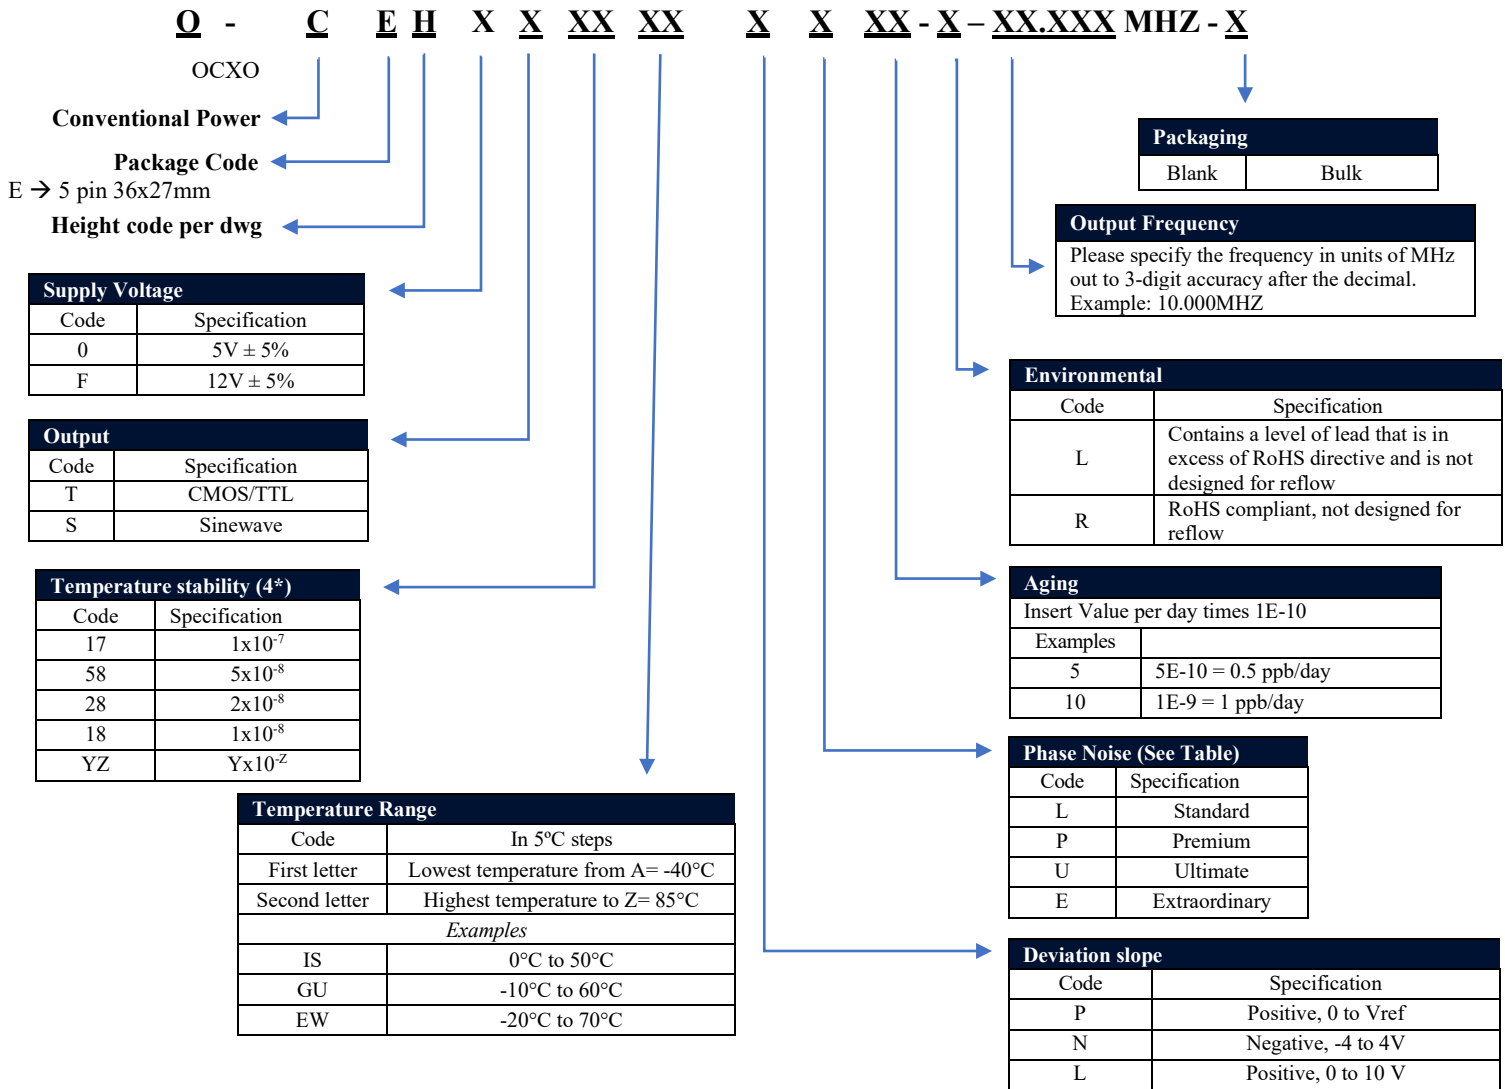 O - C E H X X XX XX X X XX - X – XX.XXX MHZ - X
OCXO
Conventional Power
Package Code
E → 5 pin 36x27mm
Height code per dwg
Supply Voltage
Code Specification
0 5V ± 5%
F 12V ± 5%
Output
Code Specification
T CMOS/TTL
S Sinewave
Temperature stability (4*)
Code Specification
17 1x10⁻⁷
58 5x10⁻⁸
28 2x10⁻⁸
18 1x10⁻⁸
YZ Yx10⁻ᶻ
Temperature Range
Code In 5ºC steps
First letter Lowest temperature from A= -40°C
Second letter Highest temperature to Z= 85°C
Examples
IS 0°C to 50°C
GU -10°C to 60°C
EW -20°C to 70°C
Packaging
Blank Bulk
Output Frequency
Please specify the frequency in units of MHz
out to 3-digit accuracy after the decimal.
Example: 10.000MHZ
Environmental
Code Specification
L Contains a level of lead that is in
excess of RoHS directive and is not
designed for reflow
R RoHS compliant, not designed for
reflow
Aging
Insert Value per day times 1E-10
Examples
5 5E-10 = 0.5 ppb/day
10 1E-9 = 1 ppb/day
Phase Noise (See Table)
Code Specification
L Standard
P Premium
U Ultimate
E Extraordinary
Deviation slope
Code Specification
P Positive, 0 to Vref
N Negative, -4 to 4V
L Positive, 0 to 10 V